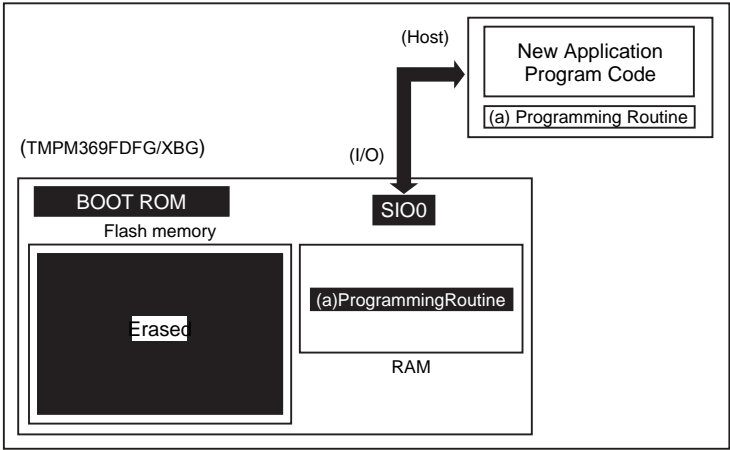 (Host)
New Application
Program Code
(a) Programming Routine
(TMPM369FDFG/XBG)
(I/O)
BOOT ROM
SIO0
Flash memory
(a)ProgrammingRoutine
Erased
RAM